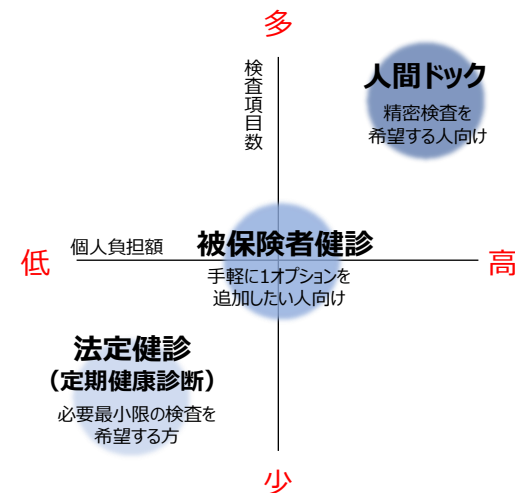 多
検査項目数
人間ドック
精密検査を
希望する人向け
低
個人負担額
被保険者健診
高
手軽に1オプションを
追加したい人向け
法定健診
（定期健康診断）
必要最小限の検査を
希望する方
少